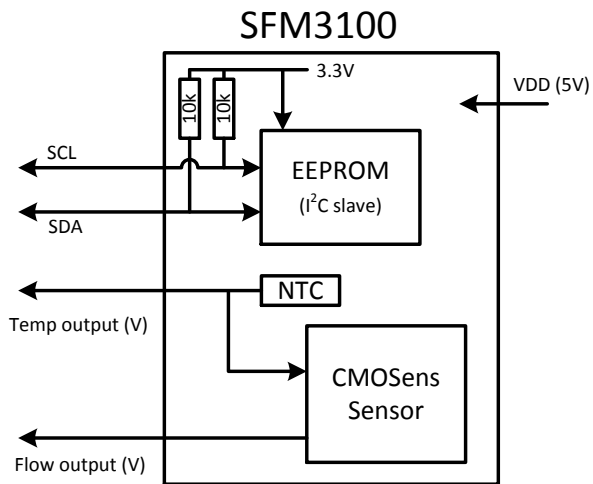 SFM3100
3.3V
VDD (5V)
10k
10k
SCL
EEPROM
(I²C slave)
SDA
NTC
Temp output (V)
CMOSens
Sensor
Flow output (V)